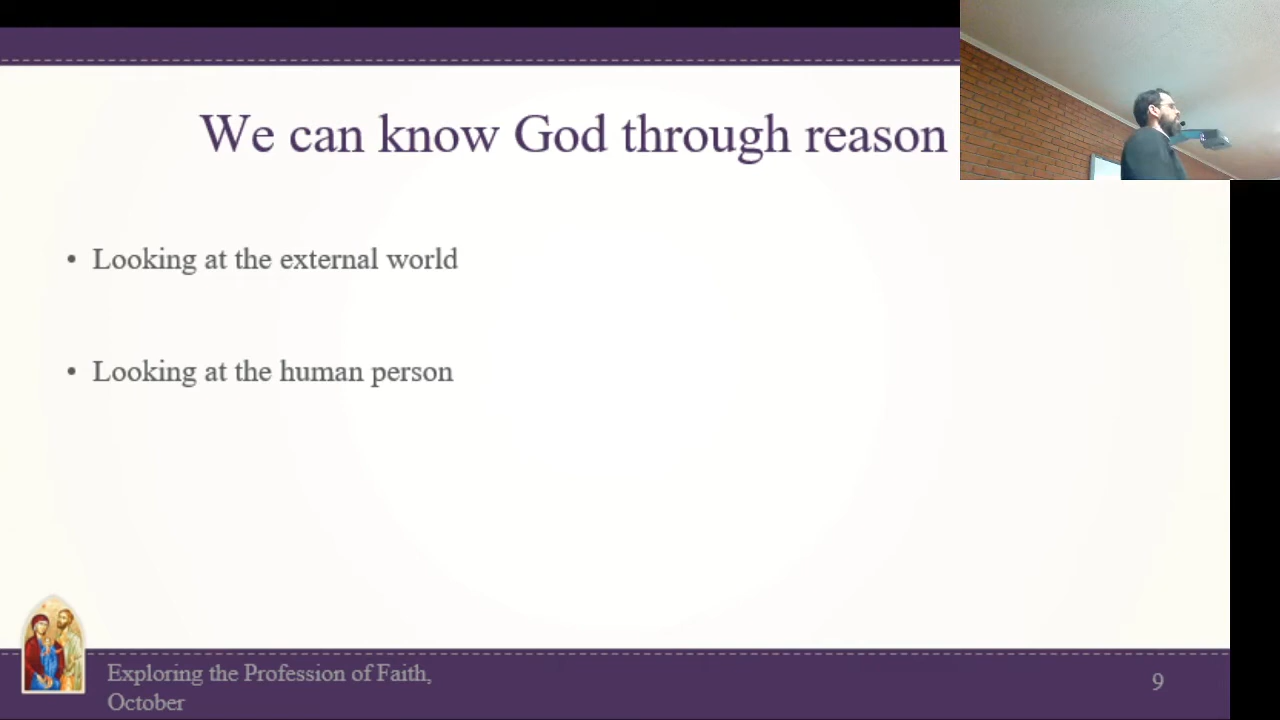 We can know God through reason
• Looking at the external world
• Looking at the human person
Exploring the Profession of Faith,
October
9